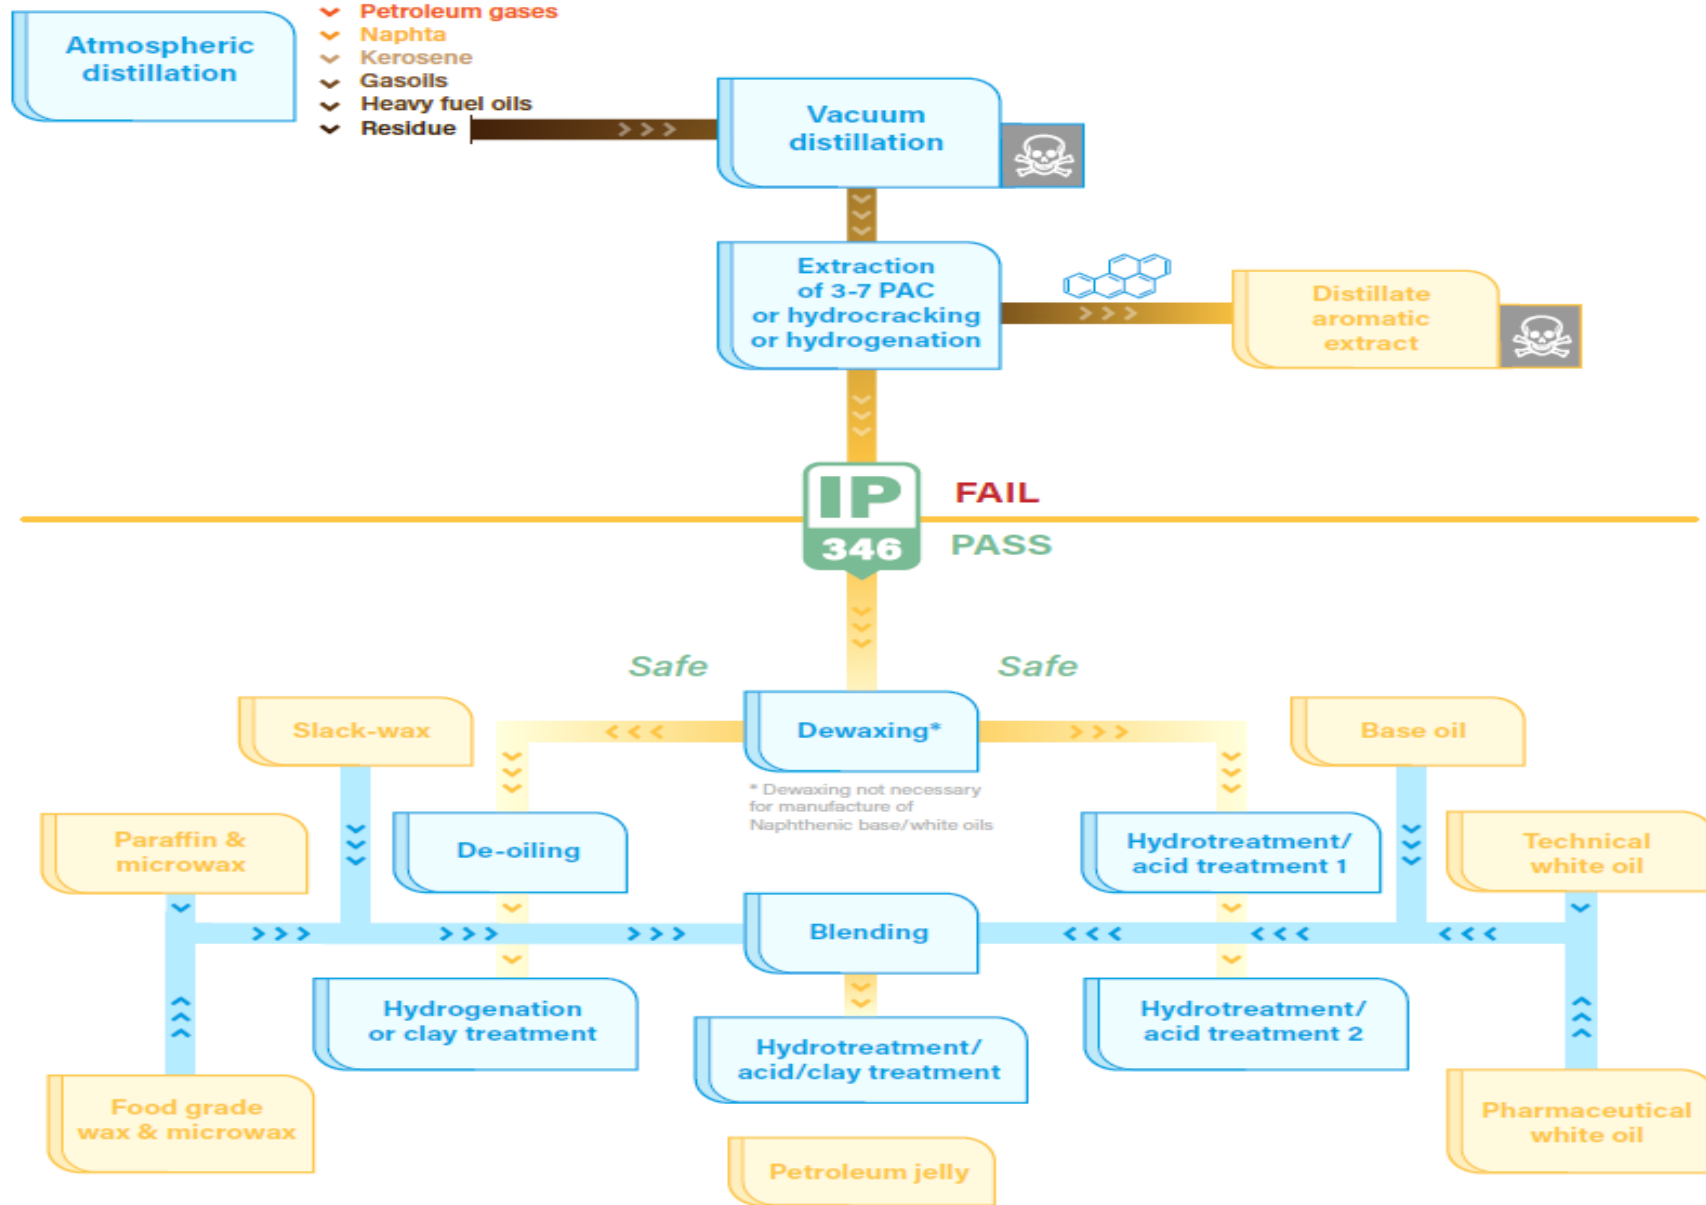 Atmospheric
distillation
Petroleum gases
Naphta
Kerosene
Gasoils
Heavy fuel oils
Residue
Vacuum
distillation
Extraction
of 3-7 PAC
or hydrocracking
or hydrogenation
Distillate
aromatic
extract
IP
346
FAIL
PASS
Safe
Safe
Slack-wax
Dewaxing*
Base oil
* Dewaxing not necessary
for manufacture of
Naphthenic base/white oils
Paraffin &
microwax
De-oiling
Hydrotreatment/
acid treatment 1
Technical
white oil
Blending
Hydrogenation
or clay treatment
Hydrotreatment/
acid/clay treatment
Hydrotreatment/
acid treatment 2
Food grade
wax & microwax
Pharmaceutical
white oil
Petroleum jelly